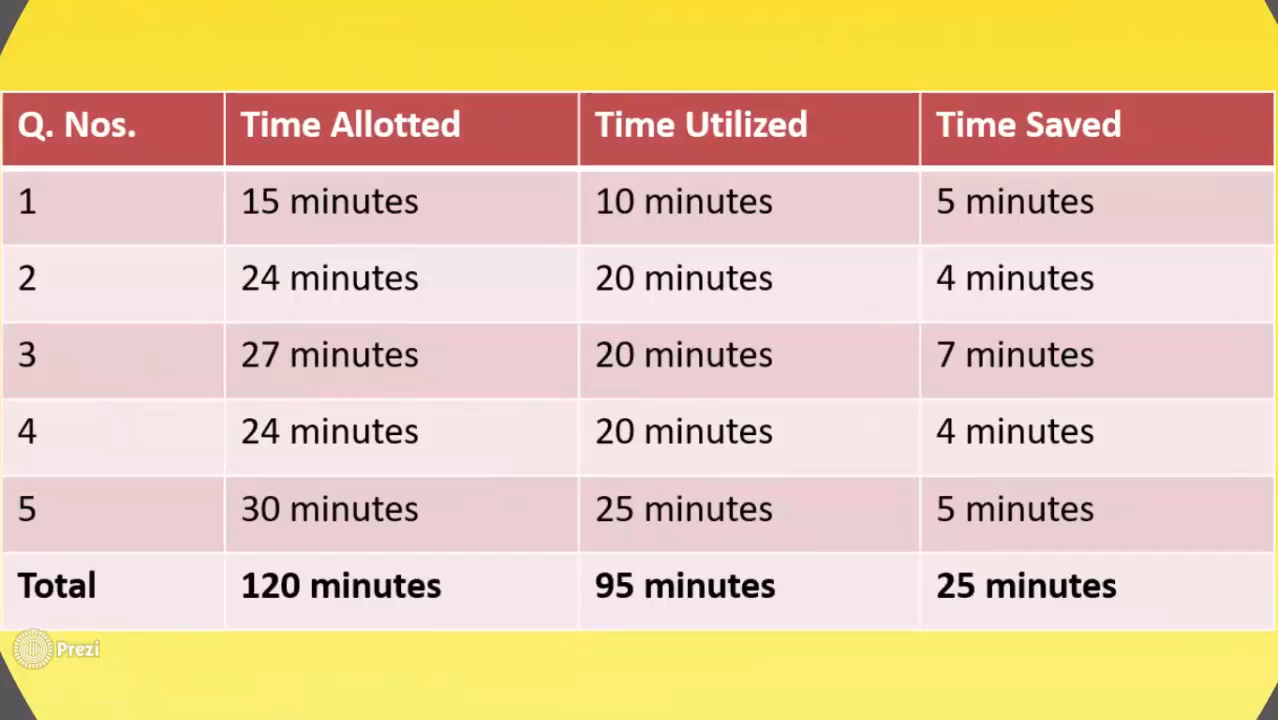 Q. Nos. Time Allotted Time Utilized Time Saved
1 15 minutes 10 minutes 5 minutes
2 24 minutes 20 minutes 4 minutes
3 27 minutes 20 minutes 7 minutes
4 24 minutes 20 minutes 4 minutes
5 30 minutes 25 minutes 5 minutes
Total 120 minutes 95 minutes 25 minutes
Prezi